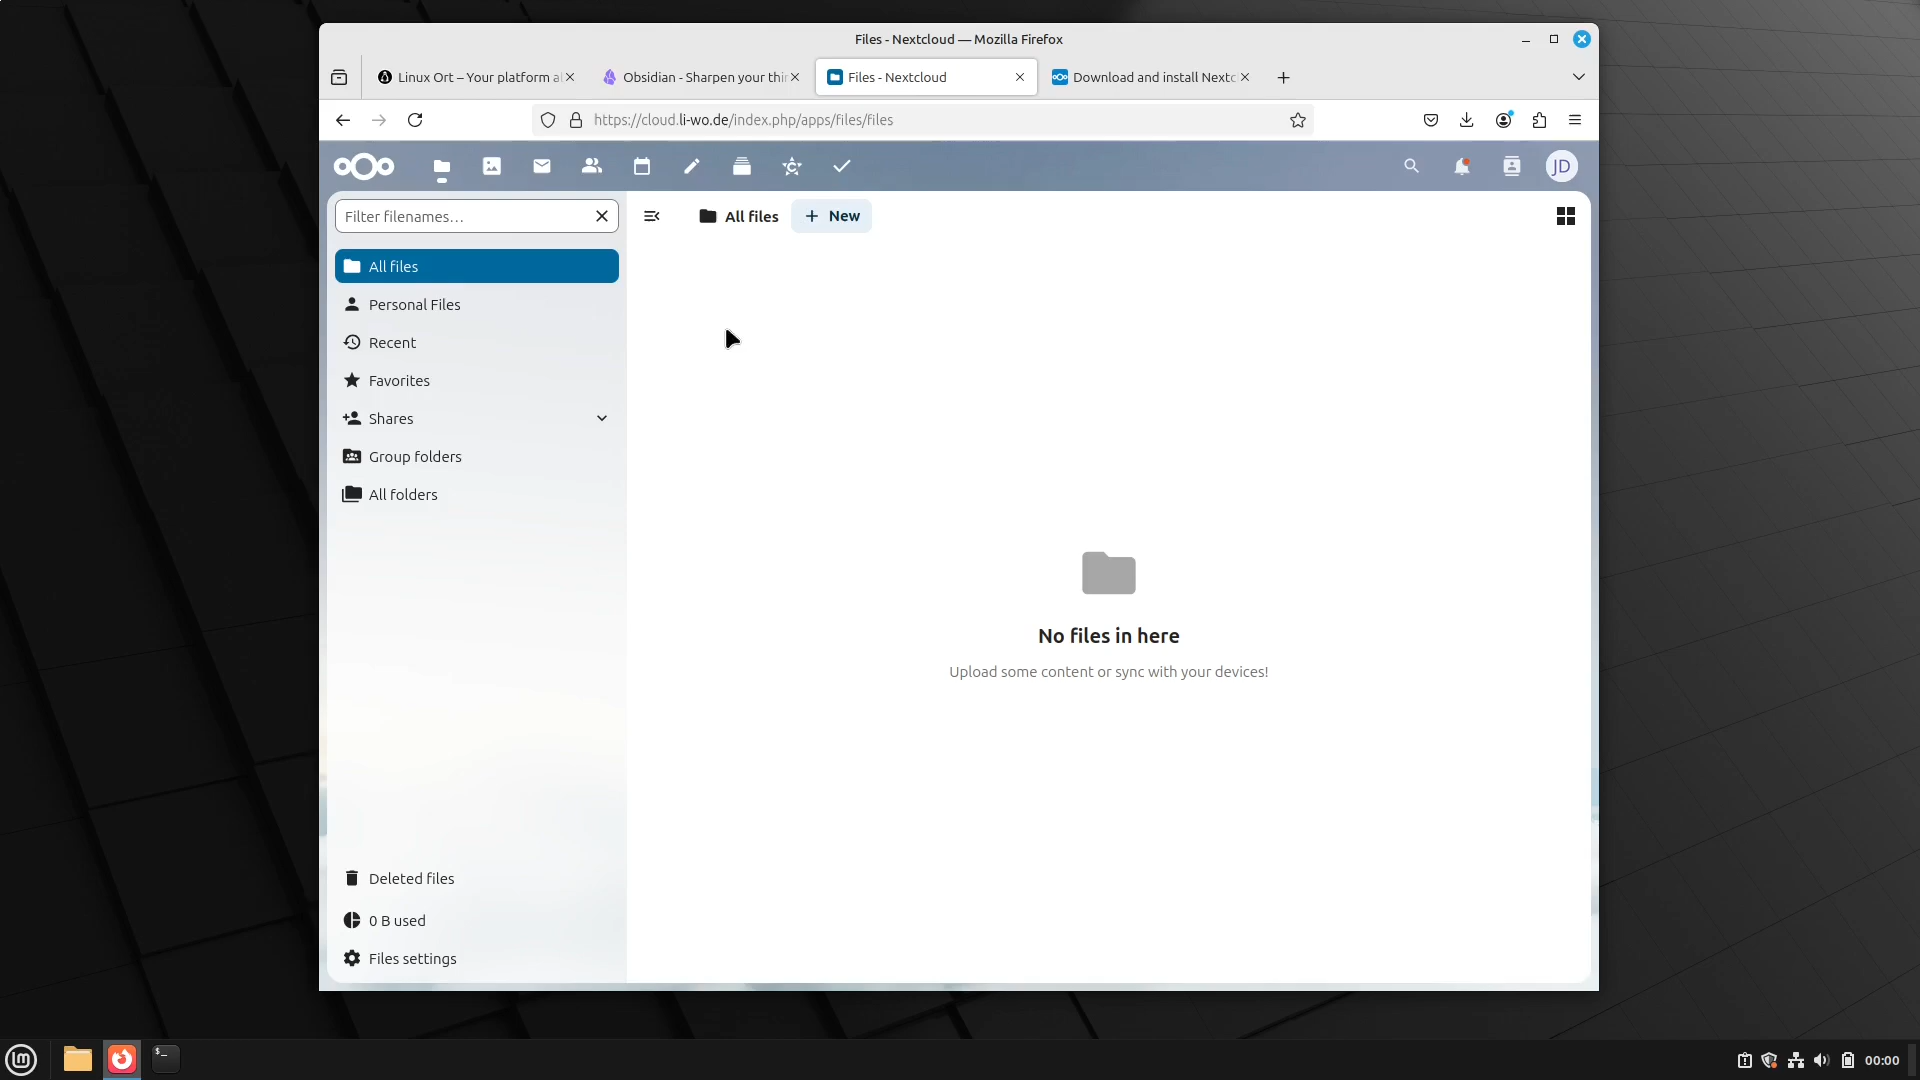 Files - Nextcloud — Mozilla Firefox
Linux Ort – Your platform a
Obsidian - Sharpen your thi
Files - Nextcloud
Download and install Nextc
https://cloud.li-wo.de/index.php/apps/files/files
JD
Filter filenames…
All files
New
All files
Personal Files
Recent
Favorites
Shares
Group folders
All folders
No files in here
Upload some content or sync with your devices!
Deleted files
0 B used
Files settings
lm
$_
00:00